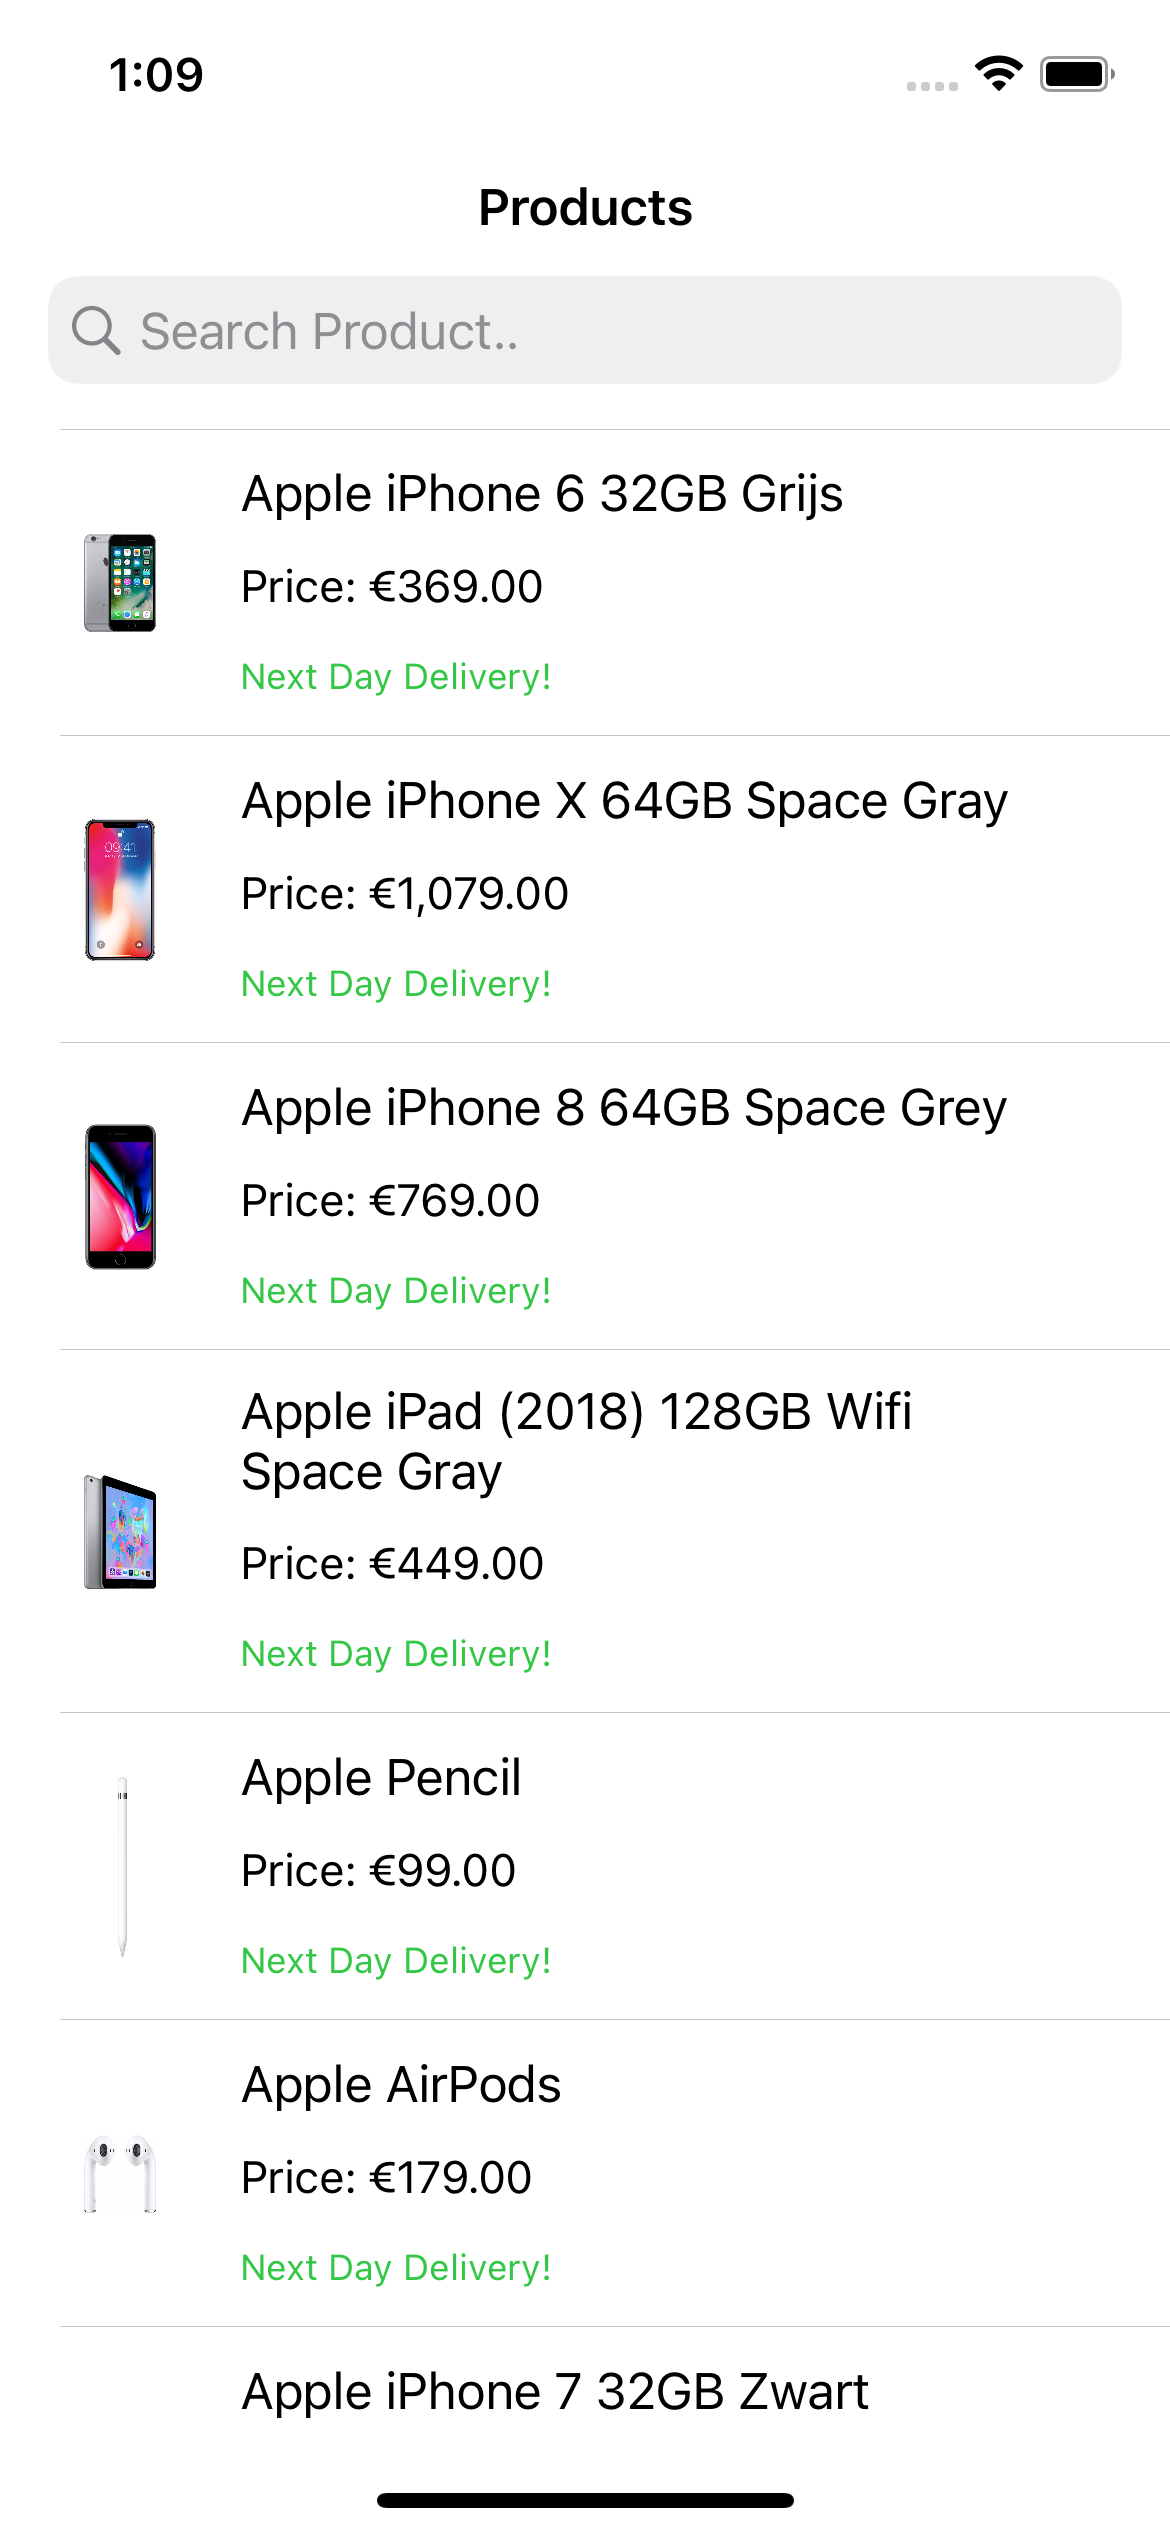 1:09
Products
Search Product..
Apple iPhone 6 32GB Grijs
Price: €369.00
Next Day Delivery!
09:41
Apple iPhone X 64GB Space Gray
Price: €1,079.00
Next Day Delivery!
Apple iPhone 8 64GB Space Grey
Price: €769.00
Next Day Delivery!
Apple iPad (2018) 128GB Wifi
Space Gray
Price: €449.00
Next Day Delivery!
Apple Pencil
Price: €99.00
Next Day Delivery!
Apple AirPods
Price: €179.00
Next Day Delivery!
Apple iPhone 7 32GB Zwart